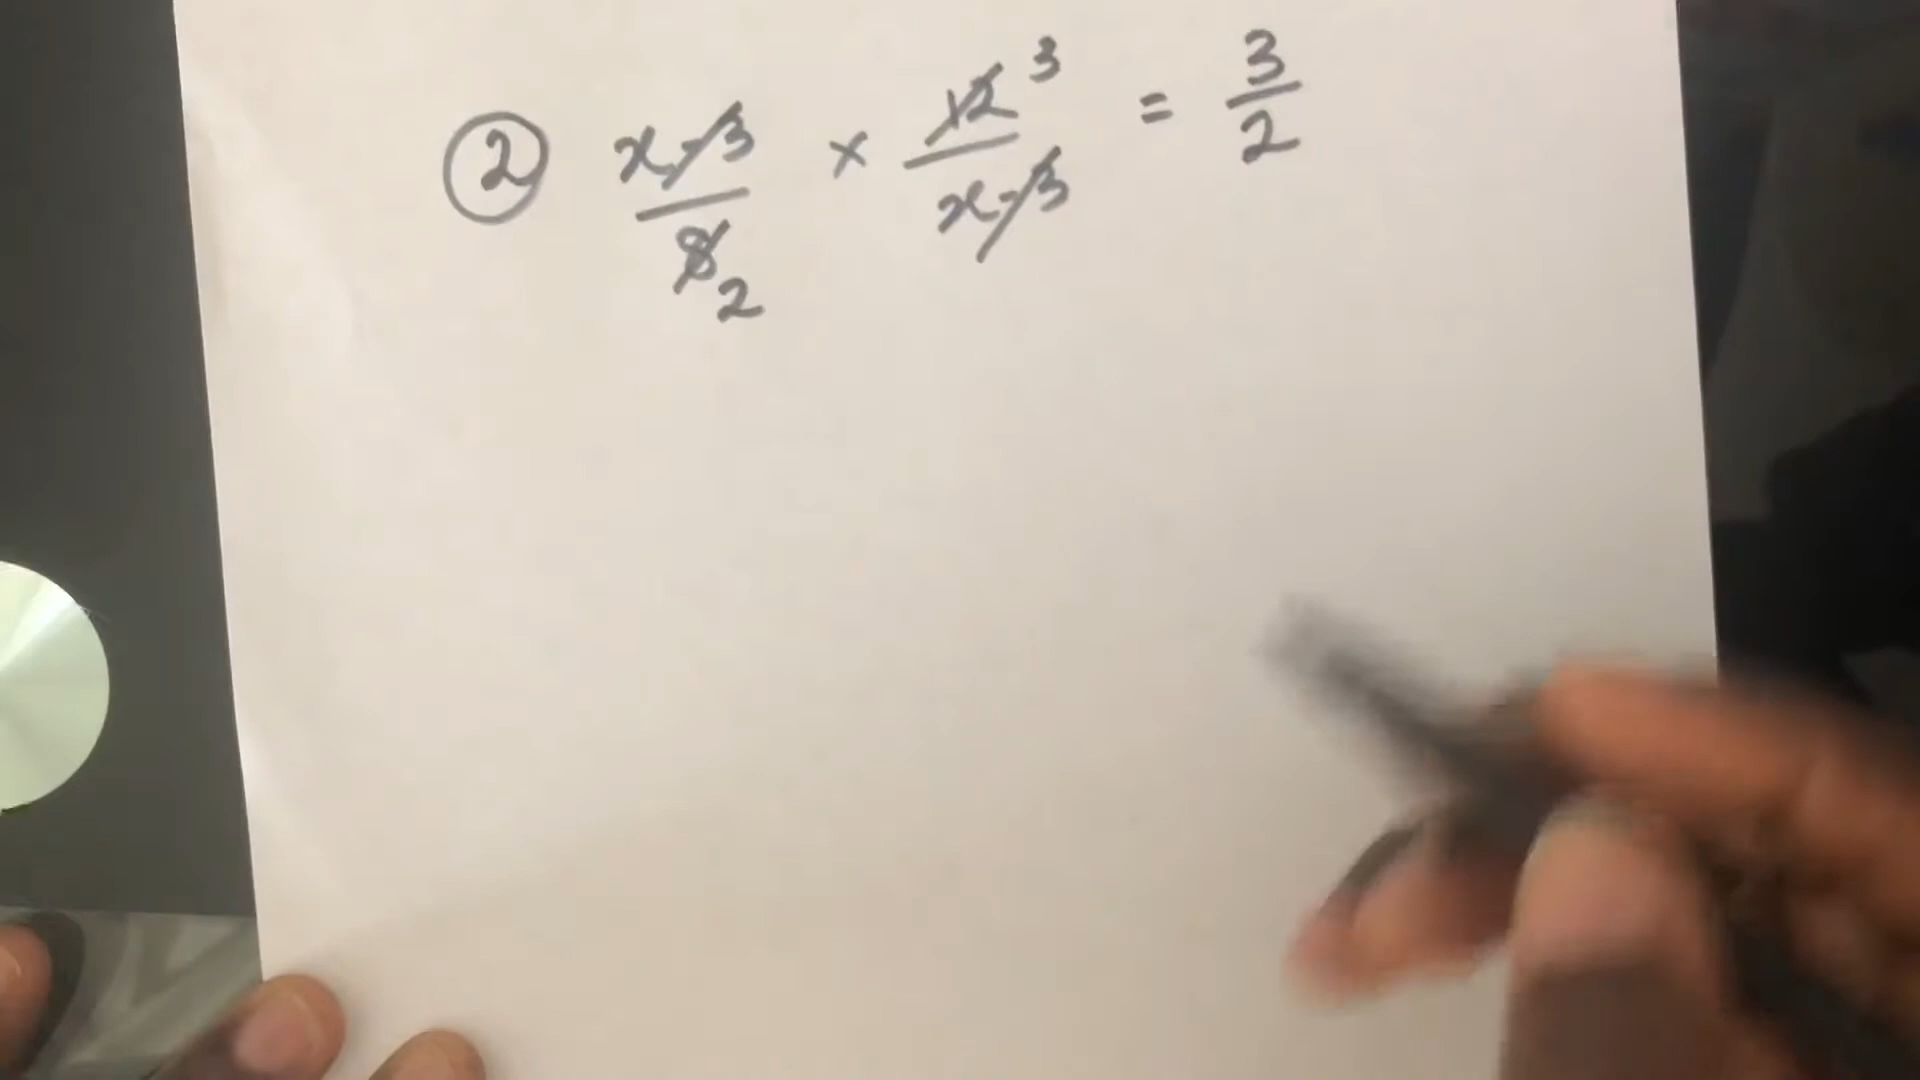 ② x-3/8 2 × 12 3/x-3 = 3/2